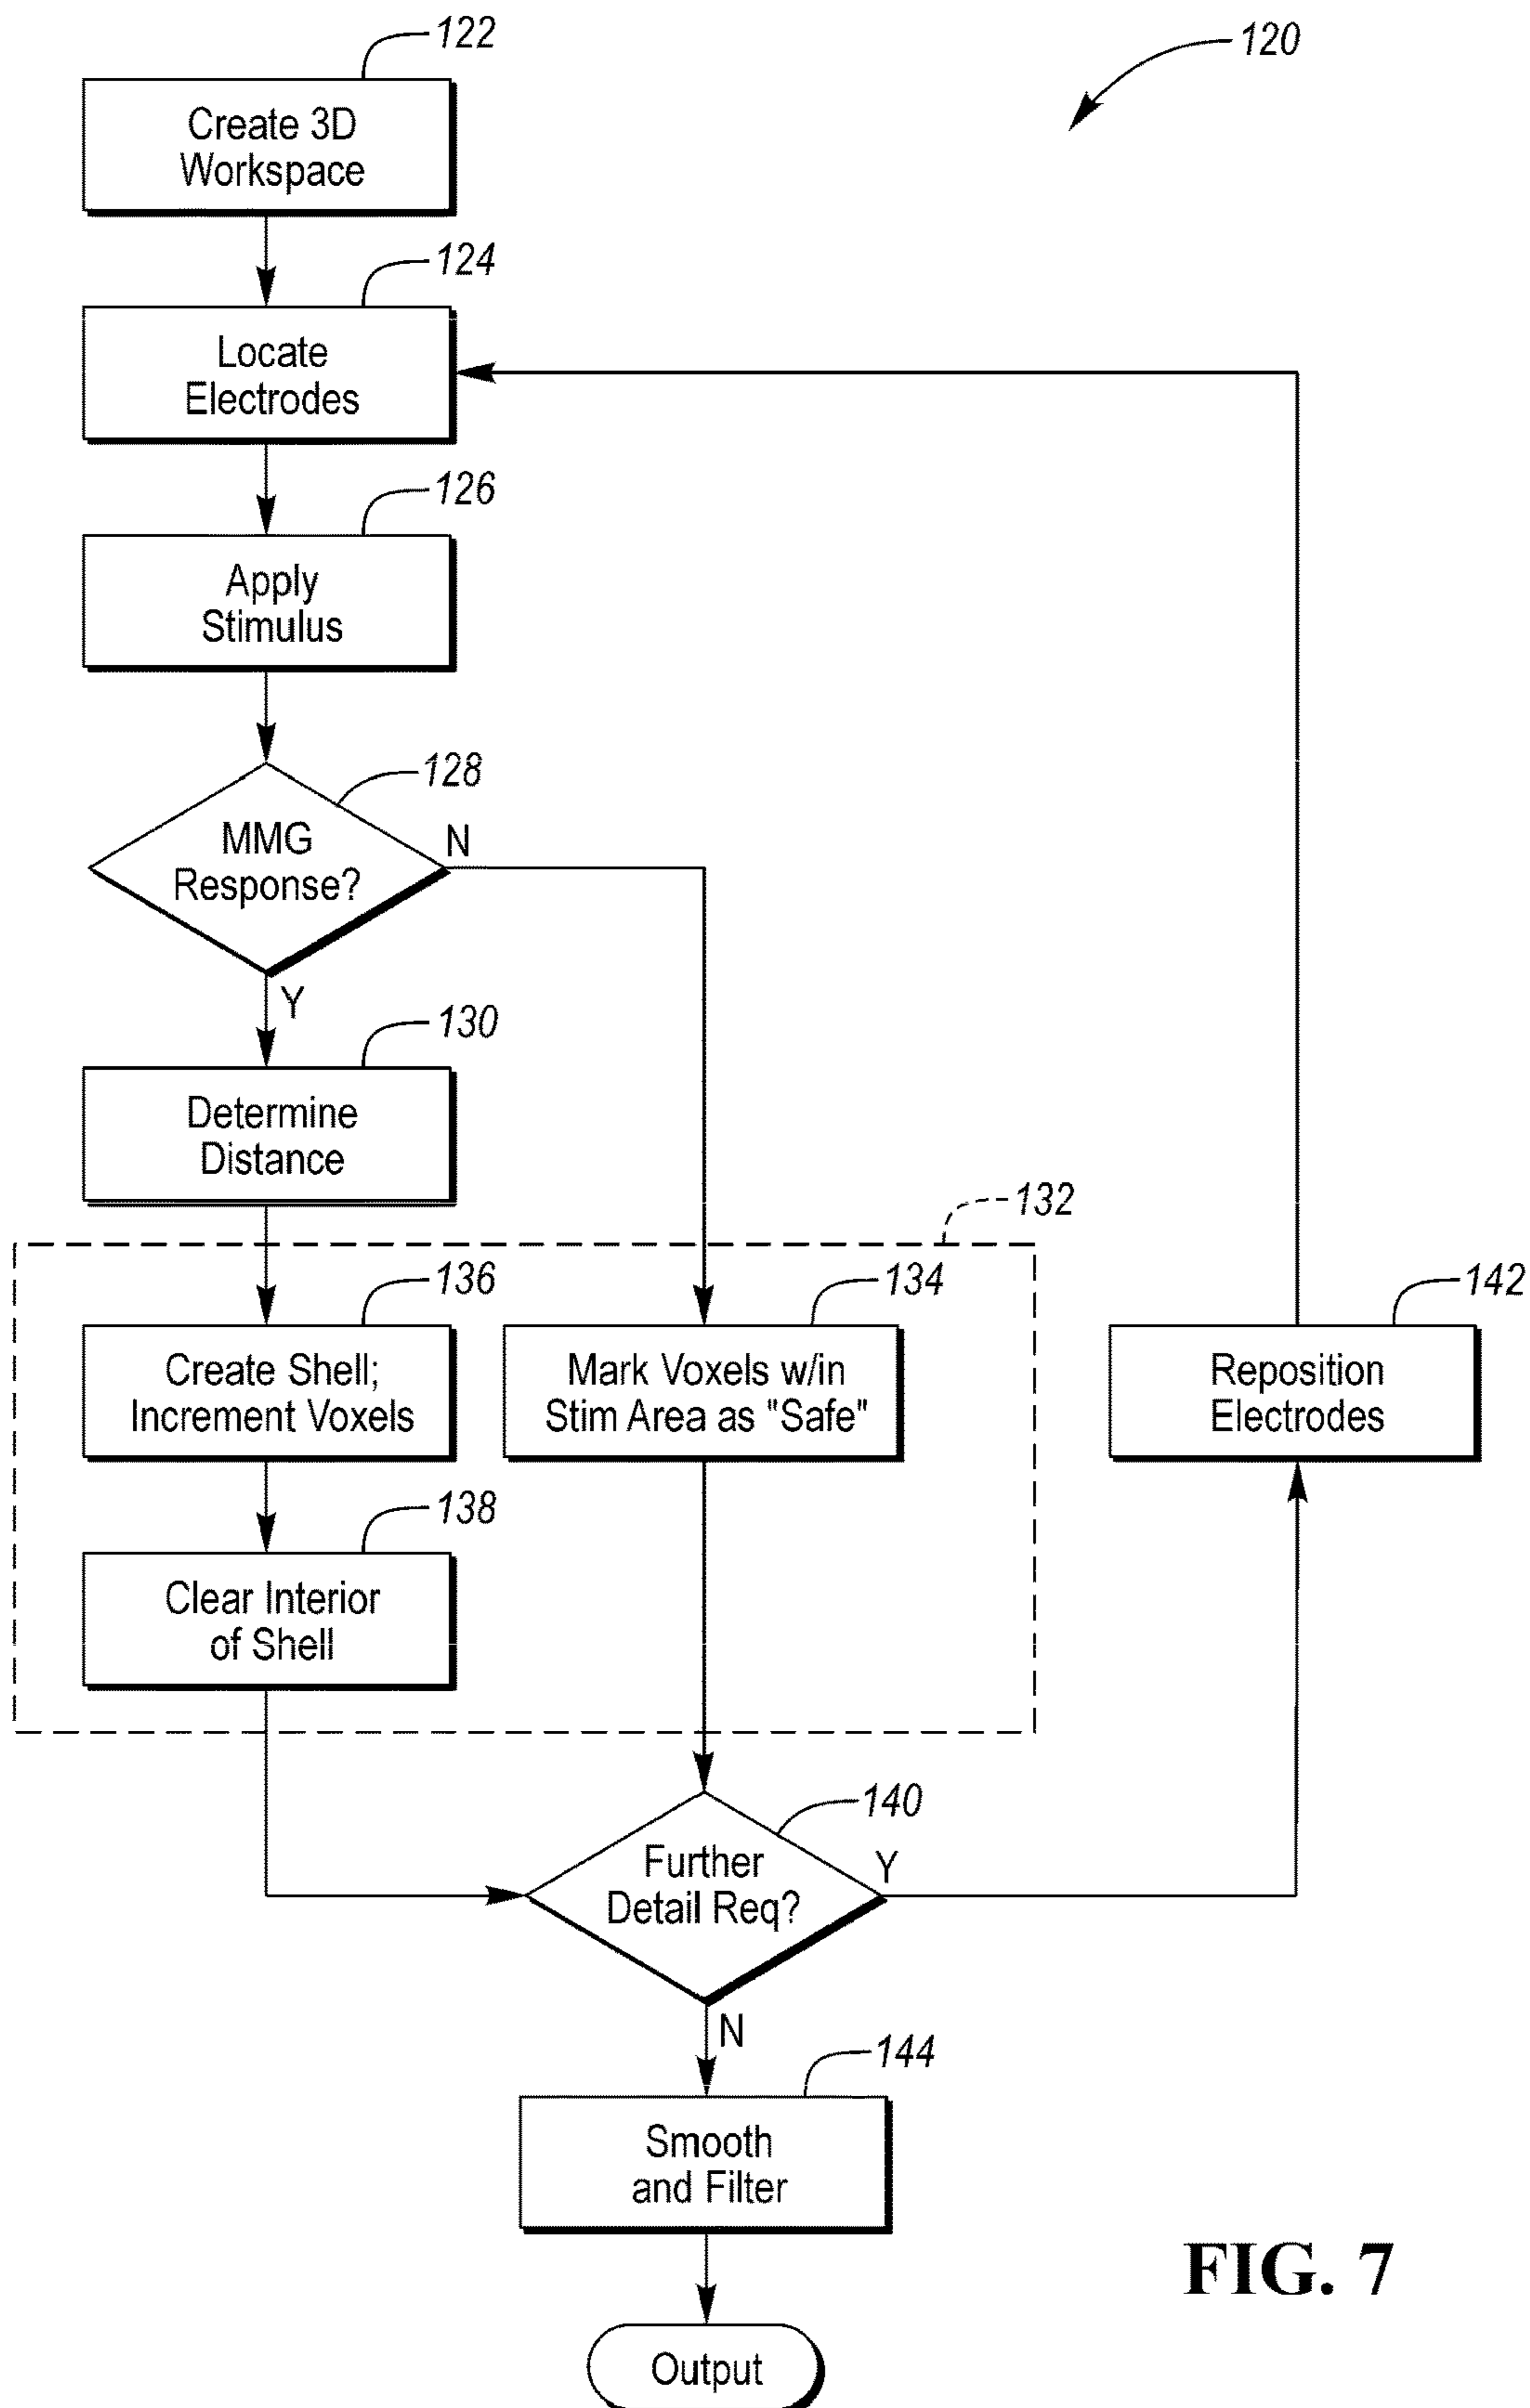 122
120
Create 3D
Workspace
124
Locate
Electrodes
126
Apply
Stimulus
128
MMG
Response?
N
Y
130
Determine
Distance
132
136
134
142
Create Shell;
Increment Voxels
Mark Voxels w/in
Stim Area as "Safe"
Reposition
Electrodes
138
Clear Interior
of Shell
140
Further
Detail Req?
Y
N
144
Smooth
and Filter
FIG. 7
Output